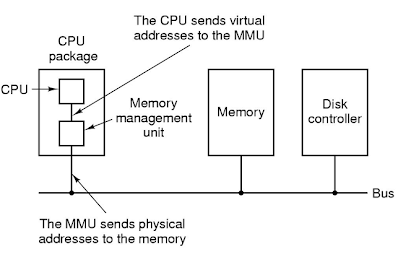 The CPU sends virtual
addresses to the MMU
CPU
package
CPU
Memory
management
unit
Memory
Disk
controller
Bus
The MMU sends physical
addresses to the memory